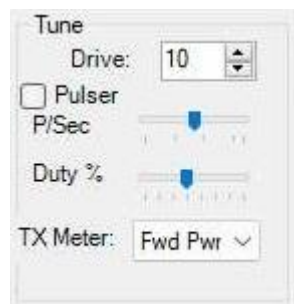 Tune
Drive: 10
Pulser
P/Sec
Duty %
TX Meter: Fwd Pwr